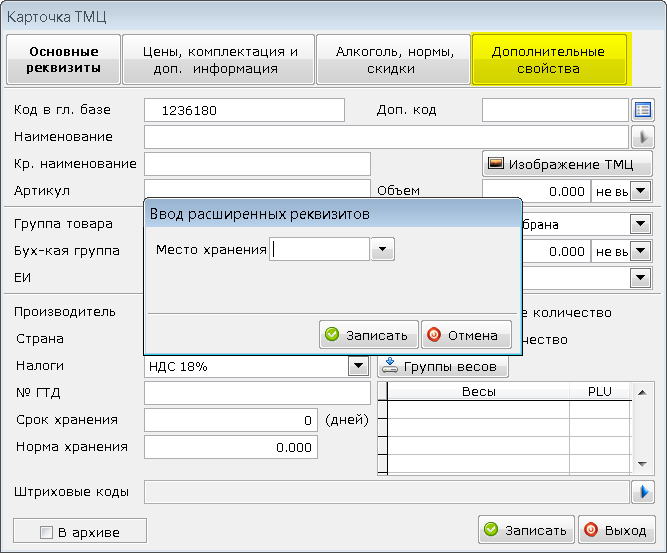 Карточка ТМЦ
Основные
реквизиты
Цены, комплектация и
доп. информация
Алкоголь, нормы,
скидки
Дополнительные
свойства
Код в гл. базе
1236180
Доп. код
Наименование
Кр. наименование
Изображение ТМЦ
Артикул
Объем
0.000
не вы
Ввод расширенных реквизитов
Место хранения
Записать
Отмена
Группа товара
брана
Бух-кая группа
0.000
не вы
ЕИ
Производитель
е количество
Страна
чество
Налоги
НДС 18%
Группы весов
№ ГТД
Весы
PLU
Срок хранения
0
(дней)
Норма хранения
0.000
Штриховые коды
В архиве
Записать
Выход